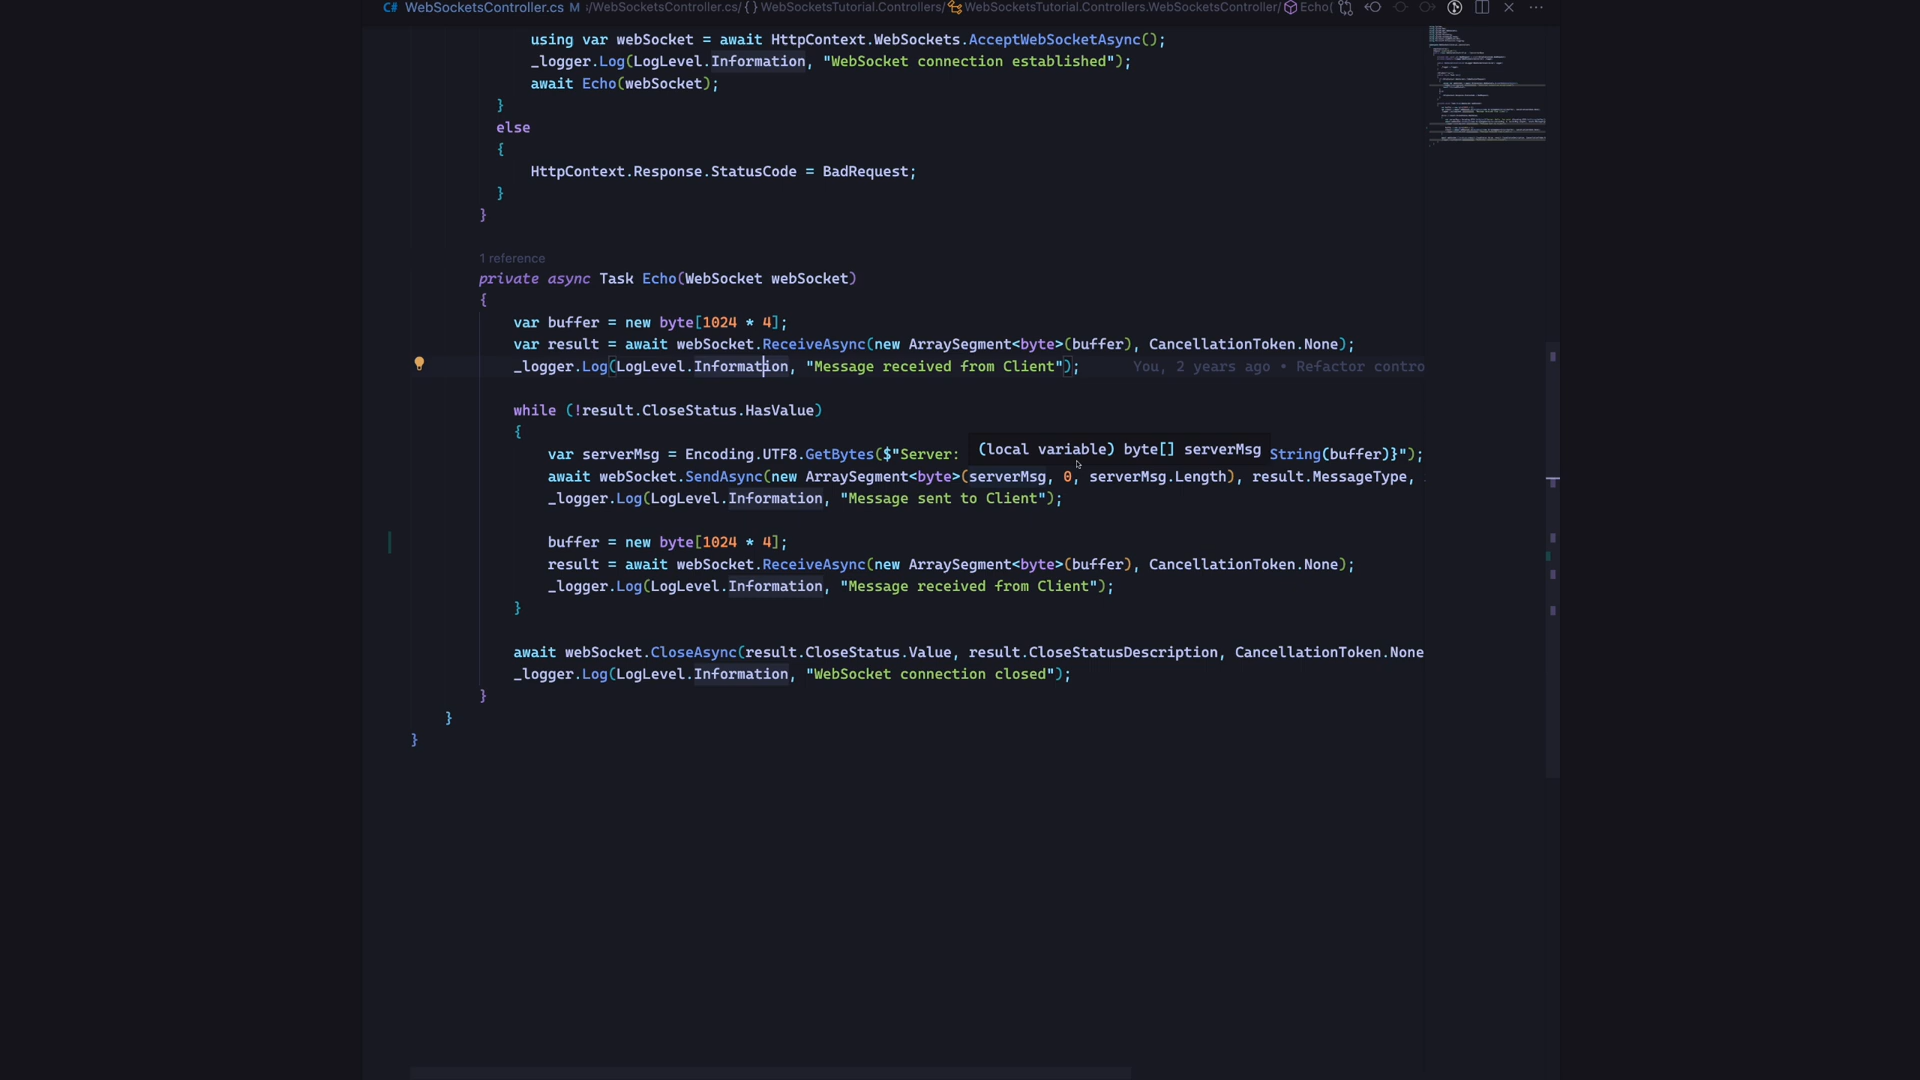 C# WebSocketsController.cs M :/WebSocketsController.cs/{} WebSocketsTutorial.Controllers/ WebSocketsTutorial.Controllers.WebSocketsController/ Echo( ···
using var webSocket = await HttpContext.WebSockets.AcceptWebSocketAsync();
_logger.Log(LogLevel.Information, "WebSocket connection established");
await Echo(webSocket);
}
else
{
HttpContext.Response.StatusCode = BadRequest;
}
}
1 reference
private async Task Echo(WebSocket webSocket)
{
var buffer = new byte[1024 * 4];
var result = await webSocket.ReceiveAsync(new ArraySegment<byte>(buffer), CancellationToken.None);
_logger.Log(LogLevel.Information, "Message received from Client"); You, 2 years ago • Refactor contro
while (!result.CloseStatus.HasValue)
{
(local variable) byte[] serverMsg
var serverMsg = Encoding.UTF8.GetBytes($"Server: String(buffer)}");
await webSocket.SendAsync(new ArraySegment<byte>(serverMsg, 0, serverMsg.Length), result.MessageType,
_logger.Log(LogLevel.Information, "Message sent to Client");
buffer = new byte[1024 * 4];
result = await webSocket.ReceiveAsync(new ArraySegment<byte>(buffer), CancellationToken.None);
_logger.Log(LogLevel.Information, "Message received from Client");
}
await webSocket.CloseAsync(result.CloseStatus.Value, result.CloseStatusDescription, CancellationToken.None
_logger.Log(LogLevel.Information, "WebSocket connection closed");
}
}
}